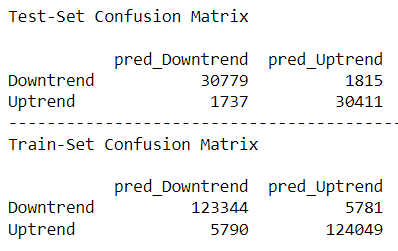 Test-Set Confusion Matrix
pred_Downtrend pred_Uptrend
Downtrend 30779 1815
Uptrend 1737 30411
------------------------------------------
Train-Set Confusion Matrix
pred_Downtrend pred_Uptrend
Downtrend 123344 5781
Uptrend 5790 124049